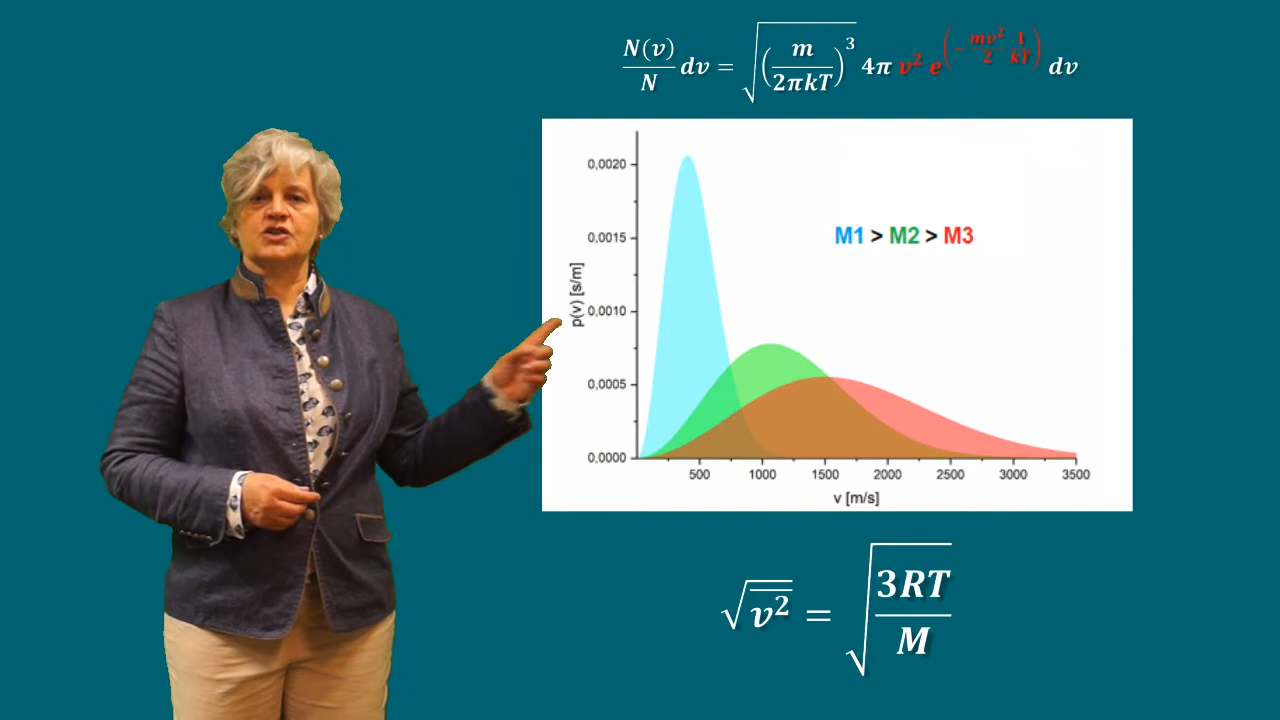 N(v)/N dv = √(m/2πkT)³ 4π v² e^(−mv²/2 1/kT) dv
0,0020
0,0015
0,0010
0,0005
0,0000
p(v) [s/m]
M1 > M2 > M3
500 1000 1500 2000 2500 3000 3500
v [m/s]
√v̅² = √3RT/M